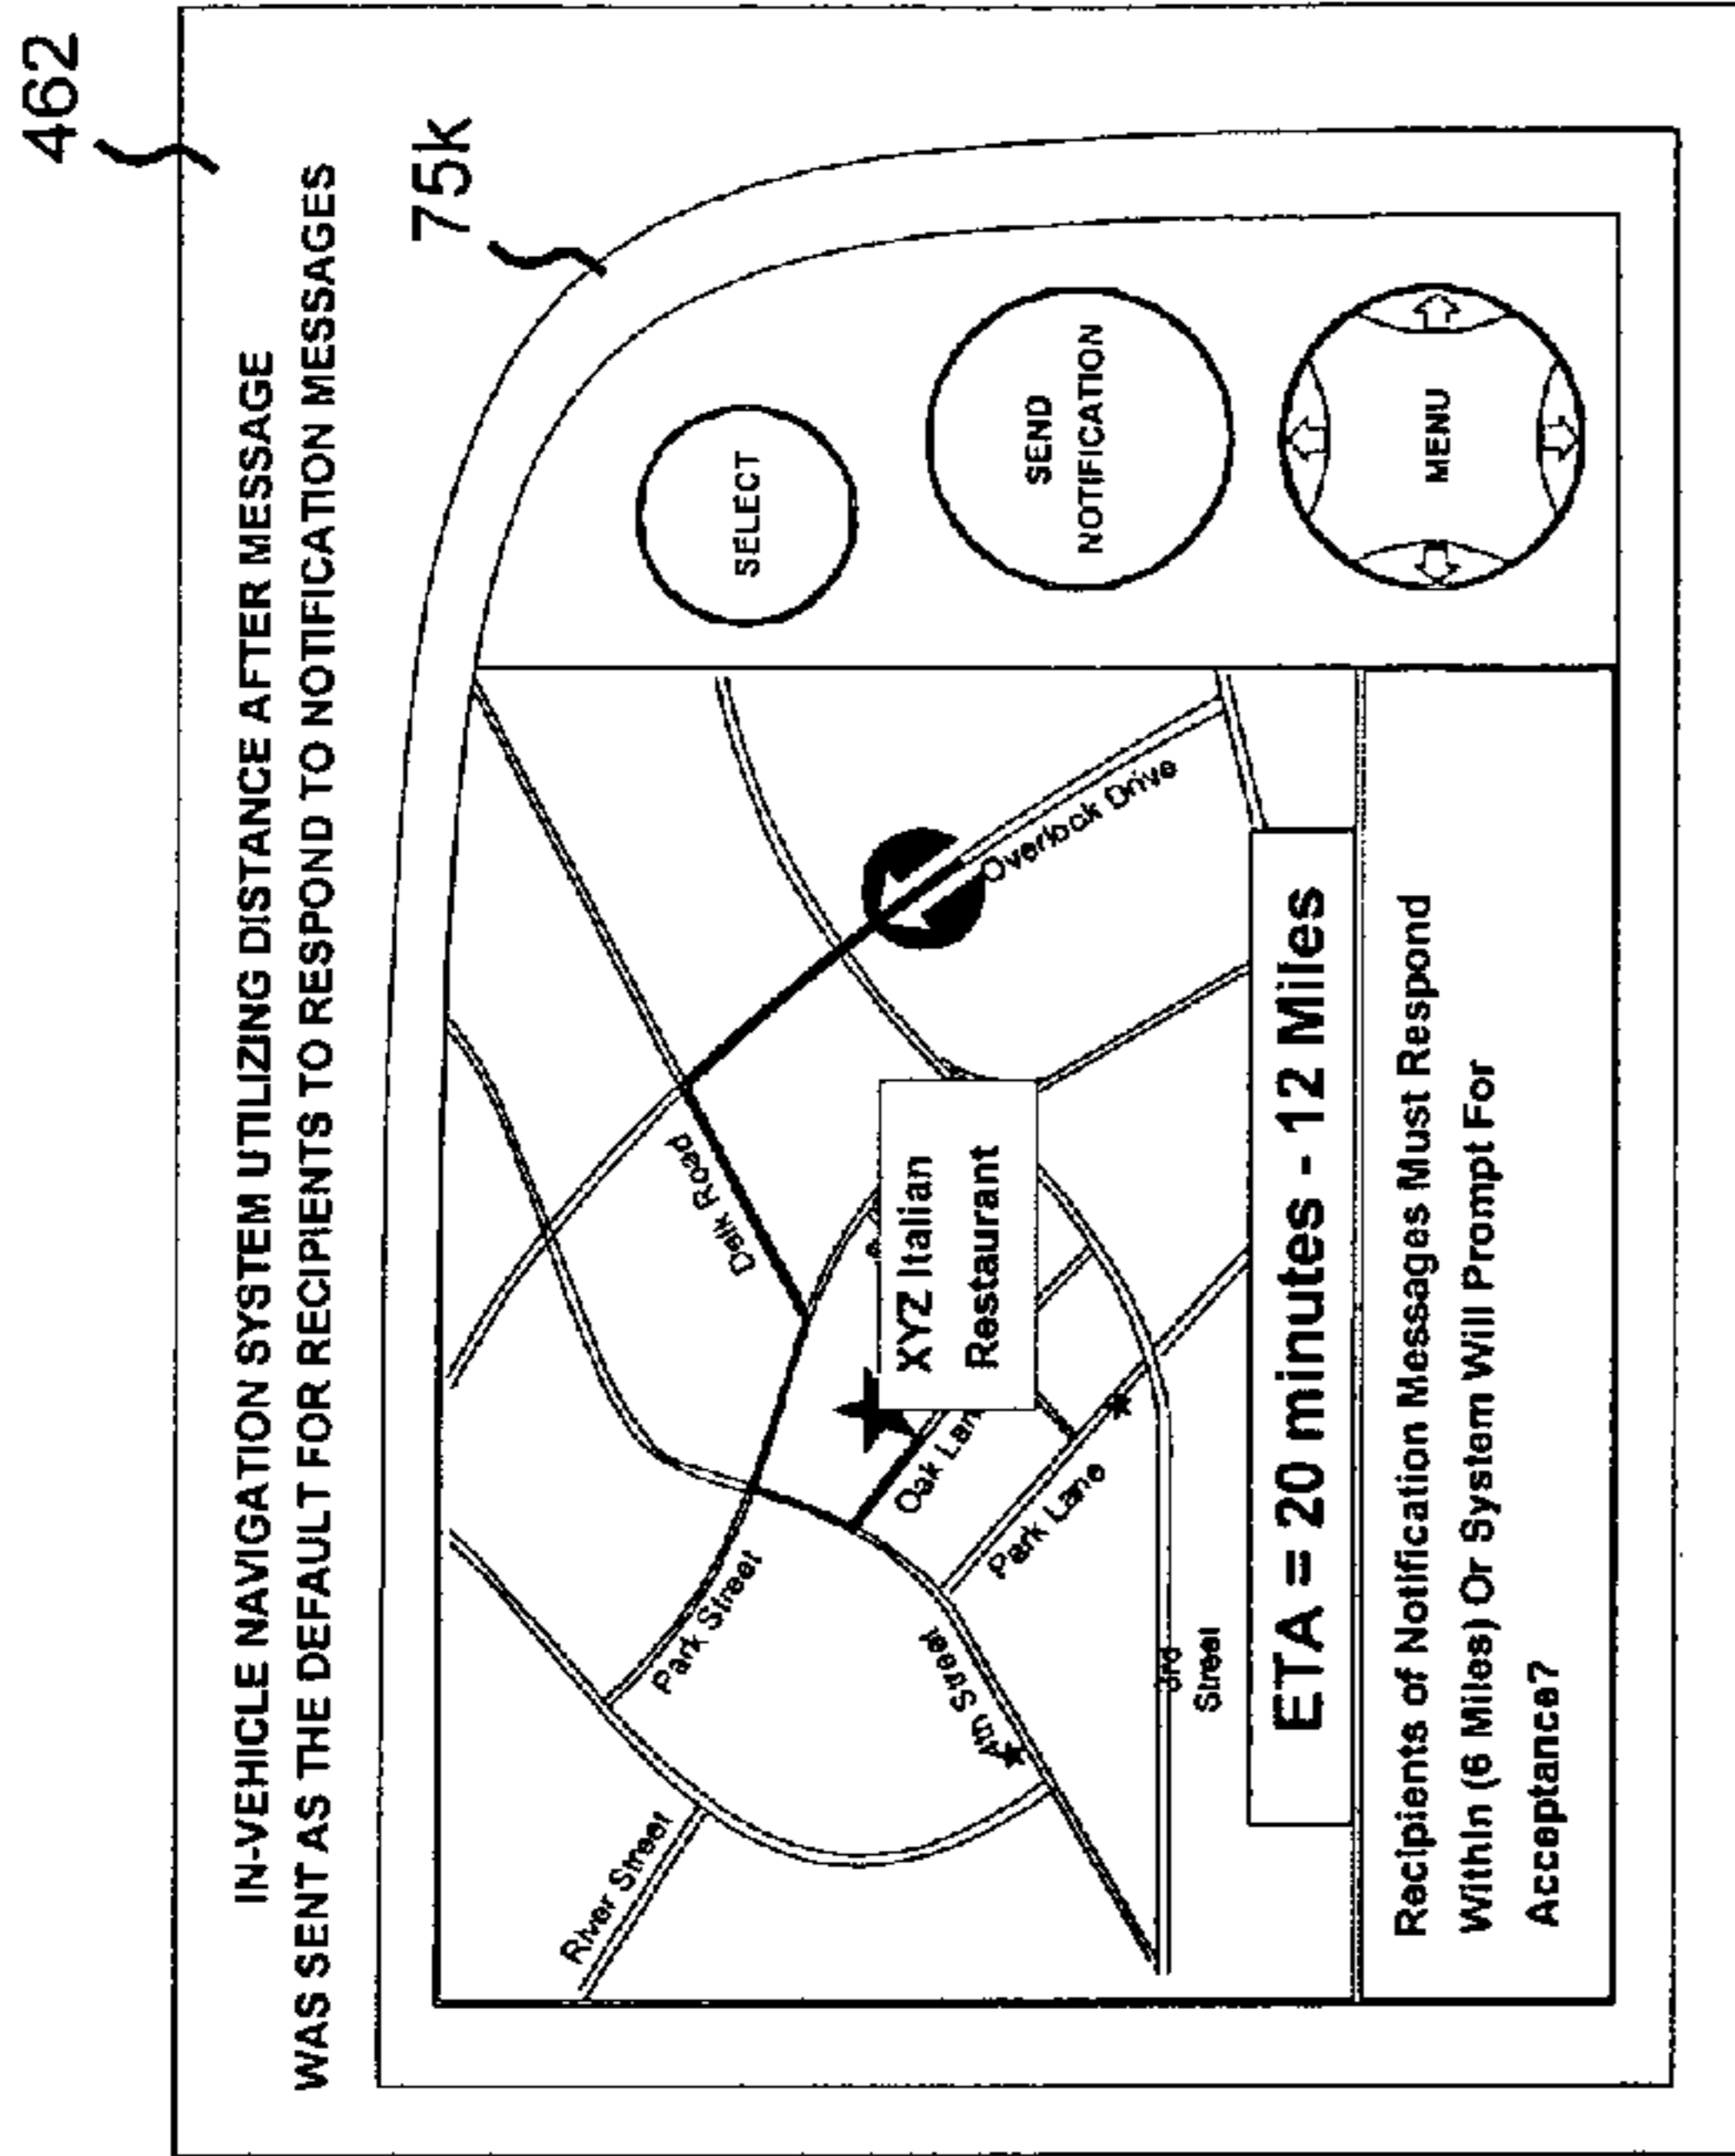 462
IN-VEHICLE NAVIGATION SYSTEM UTILIZING DISTANCE AFTER MESSAGE
WAS SENT AS THE DEFAULT FOR RECIPIENTS TO RESPOND TO NOTIFICATION MESSAGES
75k
River Street
Park Street
Dalk Road
Overlock Drive
4th Street
Oak Lan
Park Lane
3rd
Street
XYZ Italian
Restaurant
ETA = 20 minutes - 12 Miles
Recipients of Notification Messages Must Respond
Within (6 Miles) Or System Will Prompt For
Acceptance?
SELECT
SEND
NOTIFICATION
MENU